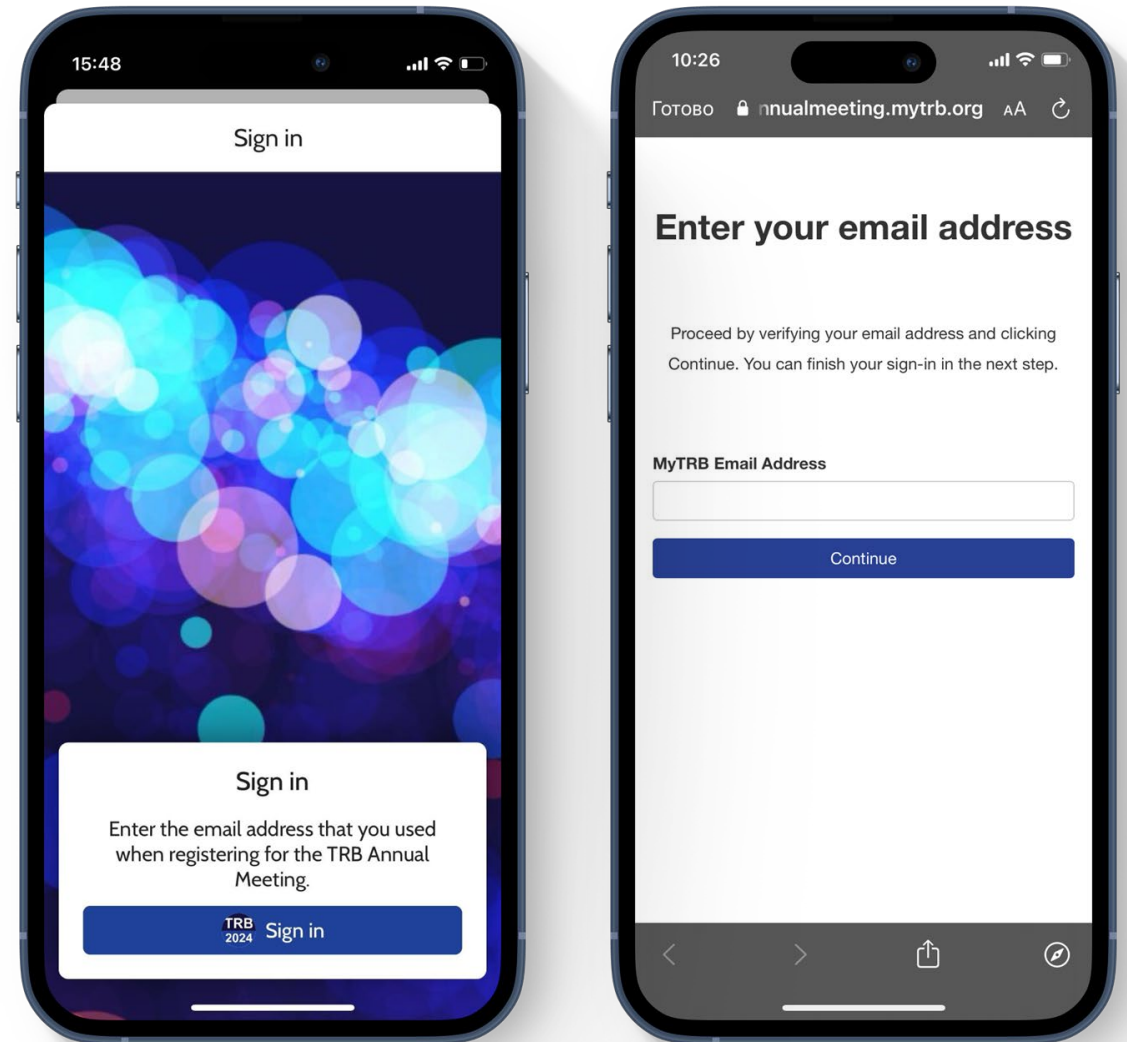 15:48
Sign in
Sign in
Enter the email address that you used
when registering for the TRB Annual
Meeting.
TRB
2024
Sign in
10:26
Готово
nnualmeeting.mytrb.org
AA
Enter your email address
Proceed by verifying your email address and clicking
Continue. You can finish your sign-in in the next step.
MyTRB Email Address
Continue